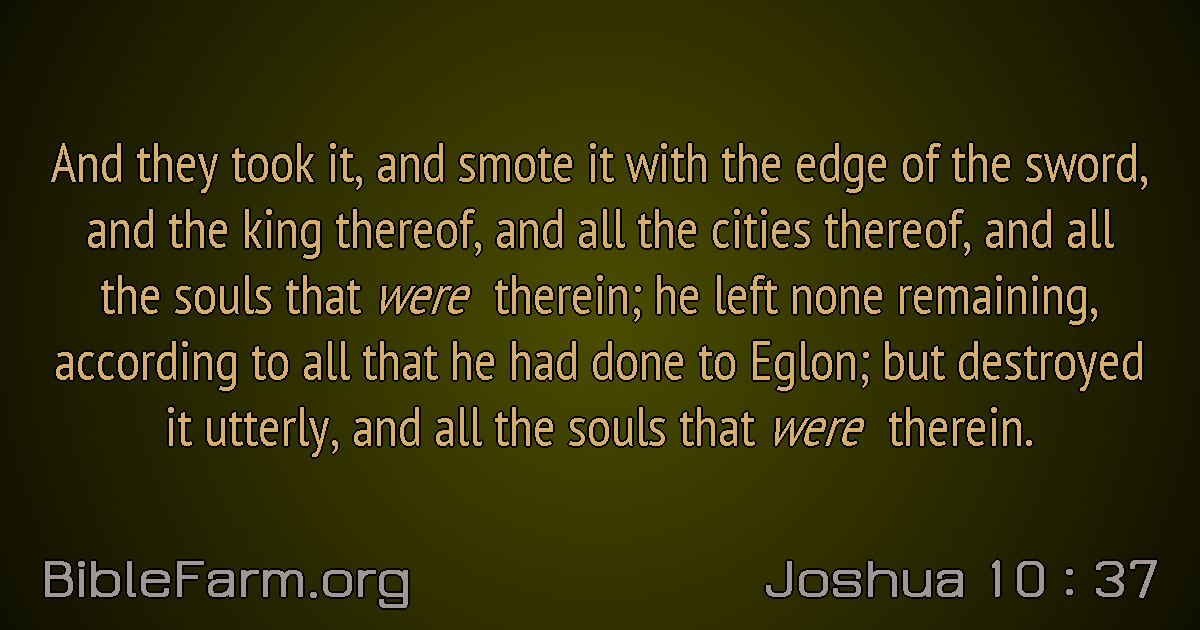 And they took it, and smote it with the edge of the sword,
and the king thereof, and all the cities thereof, and all
the souls that were therein; he left none remaining,
according to all that he had done to Eglon; but destroyed
it utterly, and all the souls that were therein.
BibleFarm.org
Joshua 10 : 37